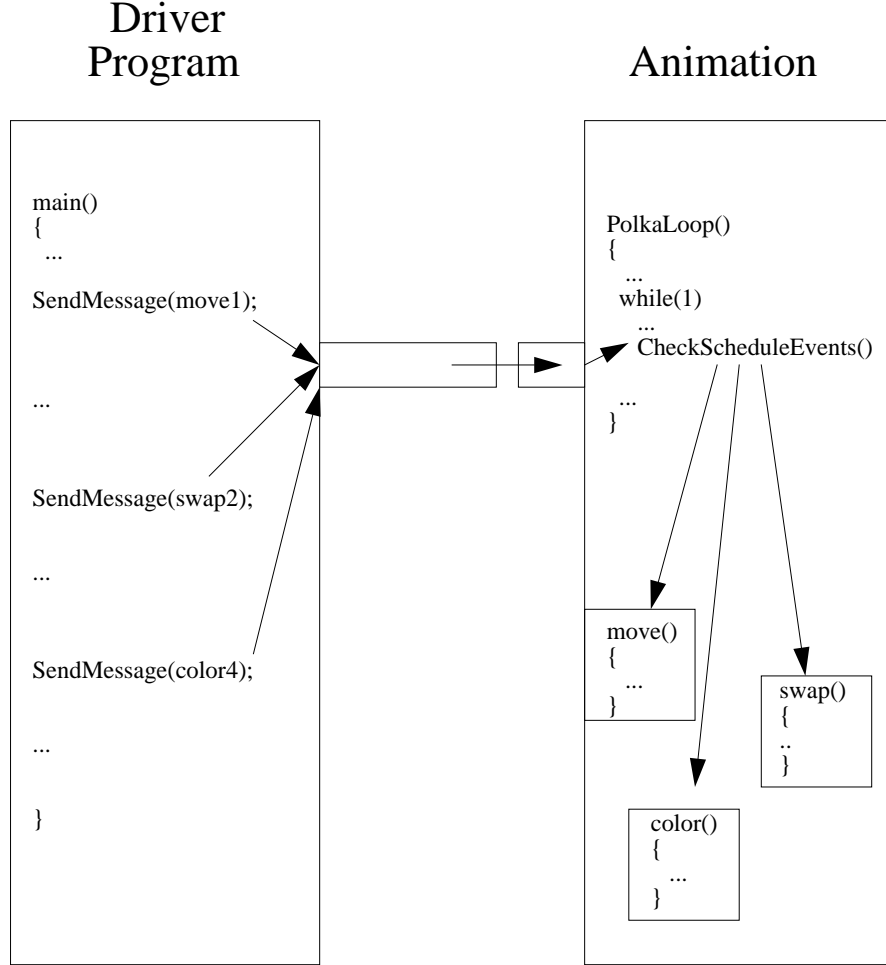 Driver
Program
main()
{
...
SendMessage(move1);
...
SendMessage(swap2);
...
SendMessage(color4);
...
}
Animation
PolkaLoop()
{
...
while(1)
...
CheckScheduleEvents()
...
}
move()
{
...
}
swap()
{
..
}
color()
{
...
}